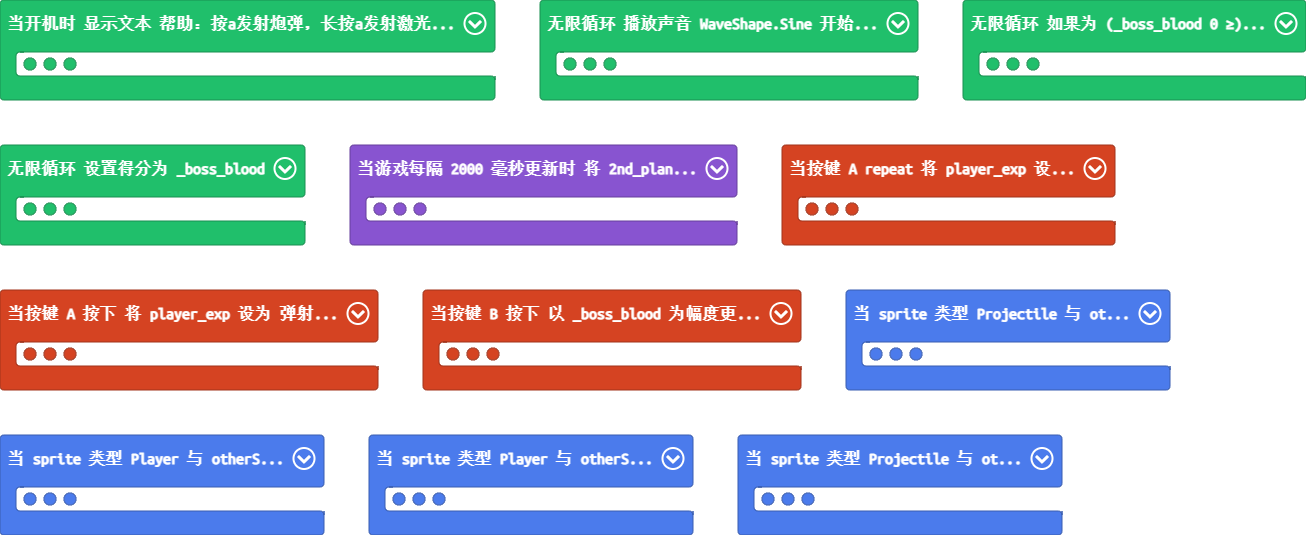 当开机时 显示文本 帮助：按a发射炮弹，长按a发射激光...
无限循环 播放声音 WaveShape.Sine 开始...
无限循环 如果为 (_boss_blood 0 ≥)...
无限循环 设置得分为 _boss_blood
当游戏每隔 2000 毫秒更新时 将 2nd_plan...
当按键 A repeat 将 player_exp 设...
当按键 A 按下 将 player_exp 设为 弹射...
当按键 B 按下 以 _boss_blood 为幅度更...
当 sprite 类型 Projectile 与 ot...
当 sprite 类型 Player 与 otherS...
当 sprite 类型 Player 与 otherS...
当 sprite 类型 Projectile 与 ot...